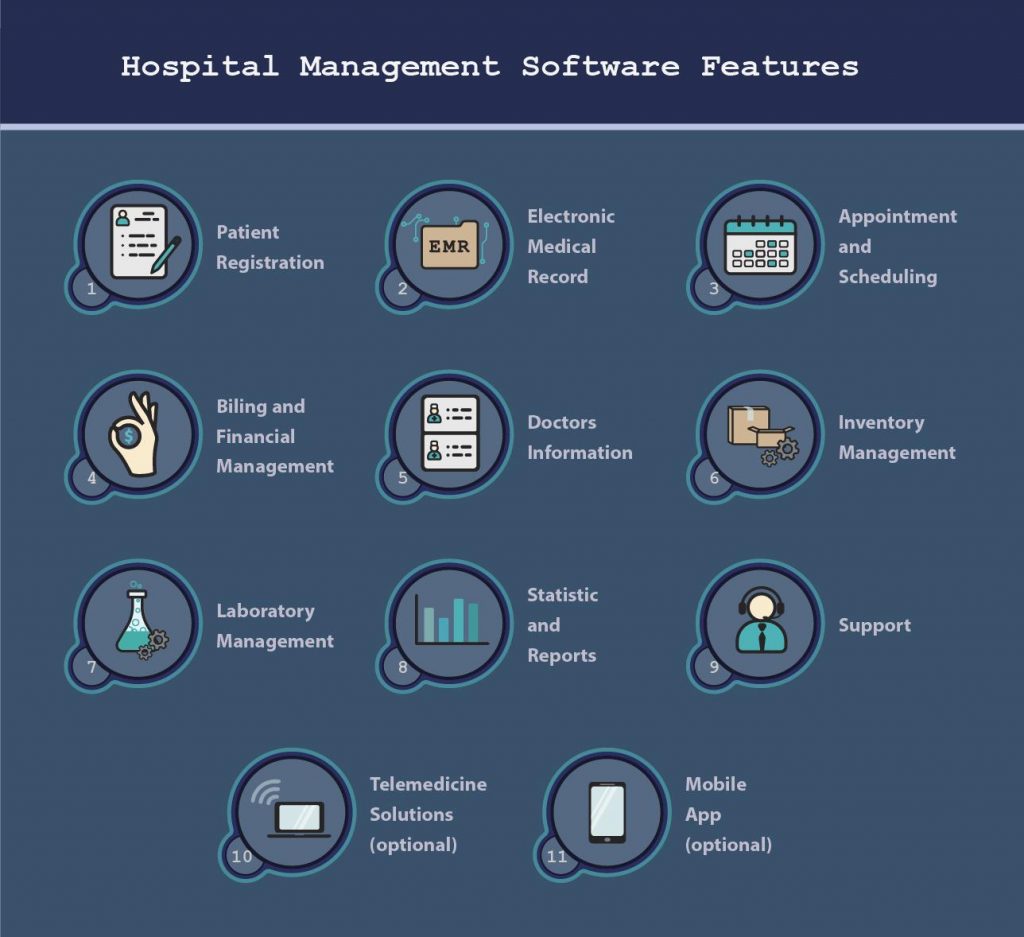 Hospital Management Software Features
1
Patient
Registration
2
EMR
Electronic
Medical
Record
3
Appointment
and
Scheduling
4
$
Biling and
Financial
Management
5
Doctors
Information
6
Inventory
Management
7
Laboratory
Management
8
Statistic
and
Reports
9
Support
10
Telemedicine
Solutions
(optional)
11
Mobile
App
(optional)